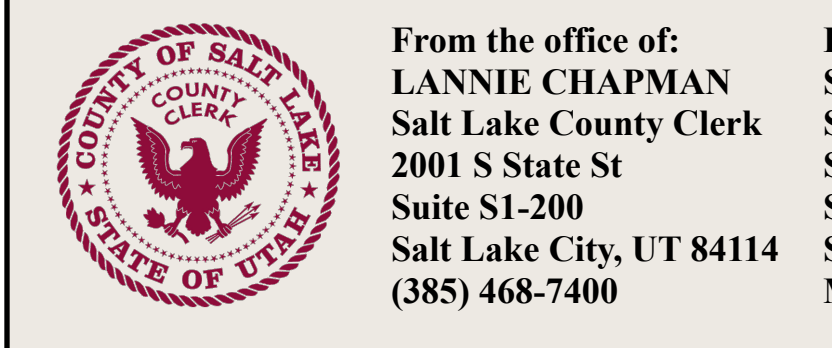 COUNTY OF SALT LAKE
COUNTY
CLERK
STATE OF UTAH
From the office of:
LANNIE CHAPMAN
Salt Lake County Clerk
2001 S State St
Suite S1-200
Salt Lake City, UT 84114
(385) 468-7400